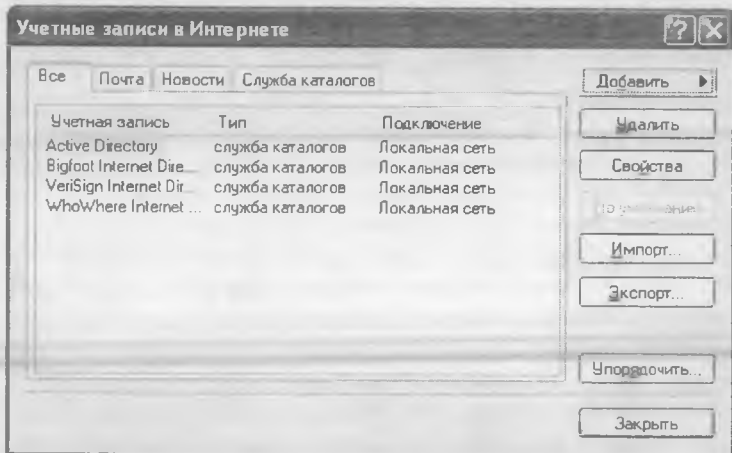 Учетные записи в Интернете
Все Почта Новости Служба каталогов
Учетная запись Тип Подключение
Active Directory служба каталогов Локальная сеть
Bigfoot Internet Dire... служба каталогов Локальная сеть
VeriSign Internet Dir... служба каталогов Локальная сеть
WhoWhere Internet ... служба каталогов Локальная сеть
Добавить
Удалить
Свойства
Импорт...
Экспорт...
Упорядочить...
Закрыть